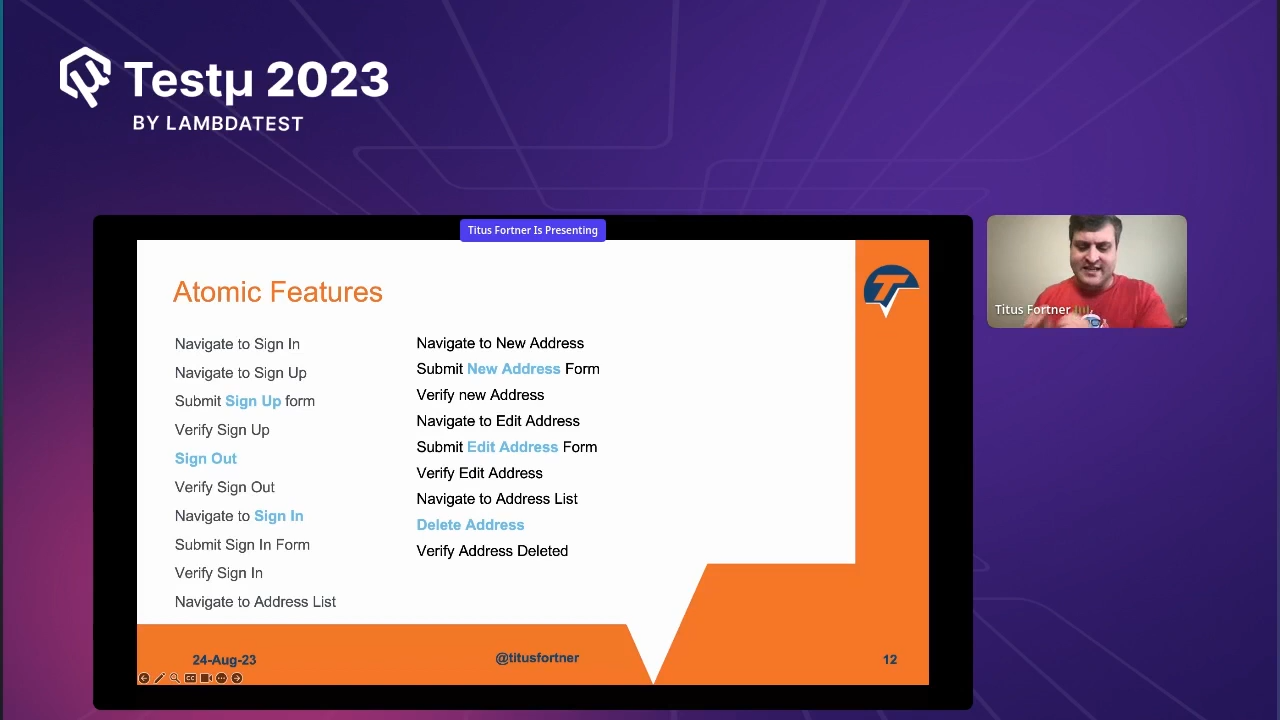 Testμ 2023
BY LAMBDATEST
Titus Fortner Is Presenting
Atomic Features
Navigate to Sign In
Navigate to Sign Up
Submit Sign Up form
Verify Sign Up
Sign Out
Verify Sign Out
Navigate to Sign In
Submit Sign In Form
Verify Sign In
Navigate to Address List
Navigate to New Address
Submit New Address Form
Verify new Address
Navigate to Edit Address
Submit Edit Address Form
Verify Edit Address
Navigate to Address List
Delete Address
Verify Address Deleted
24-Aug-23
@titusfortner
12
CC
T
Titus Fortner